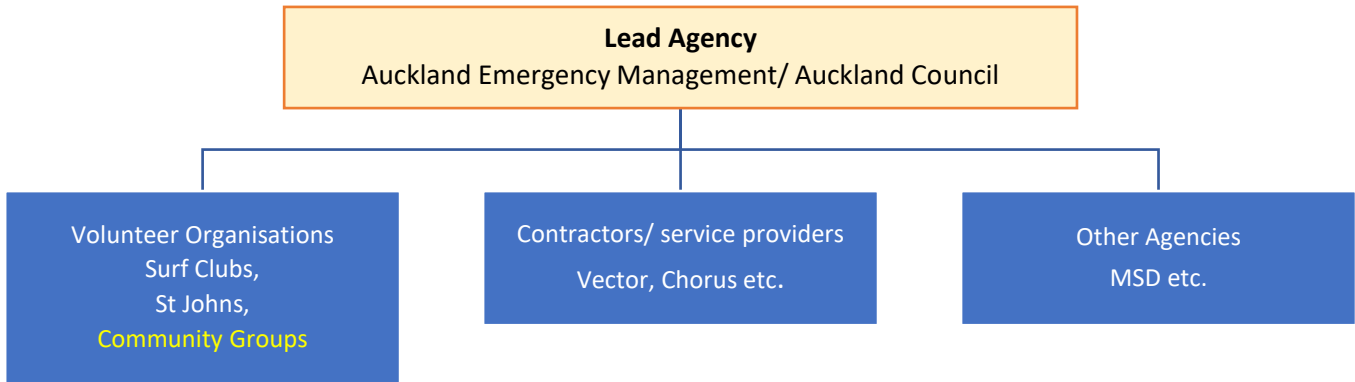 Lead Agency
Auckland Emergency Management/ Auckland Council
Volunteer Organisations
Surf Clubs,
St Johns,
Community Groups
Contractors/ service providers
Vector, Chorus etc.
Other Agencies
MSD etc.